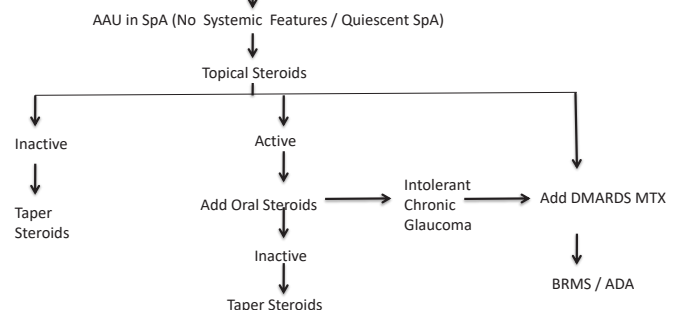 AAU in SpA (No Systemic Features / Quiescent SpA)
Topical Steroids
Inactive
Active
Taper
Steroids
Add Oral Steroids
Intolerant
Chronic
Glaucoma
Add DMARDS MTX
Inactive
BRMS / ADA
Taper Steroids